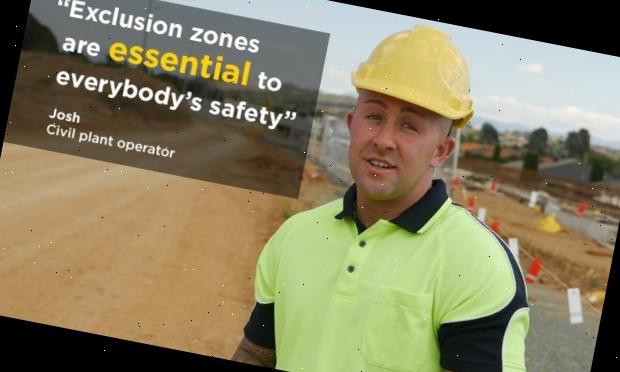 “Exclusion zones
are essential to
everybody’s safety”
Josh
Civil plant operator